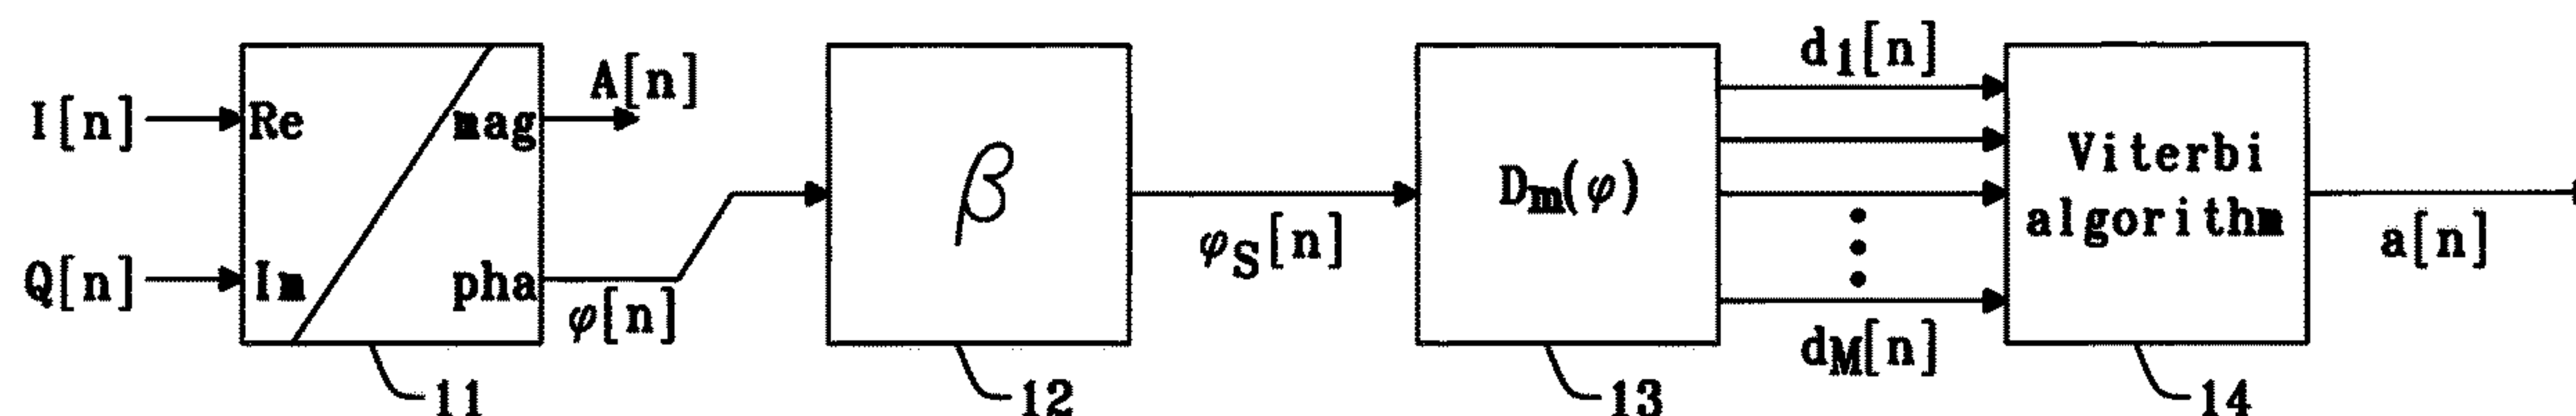 I[n]
Q[n]
Re
Im
mag
pha
A[n]
φ[n]
11
β
12
φS[n]
Dm(φ)
13
d1[n]
dM[n]
Viterbi
algorithm
14
a[n]